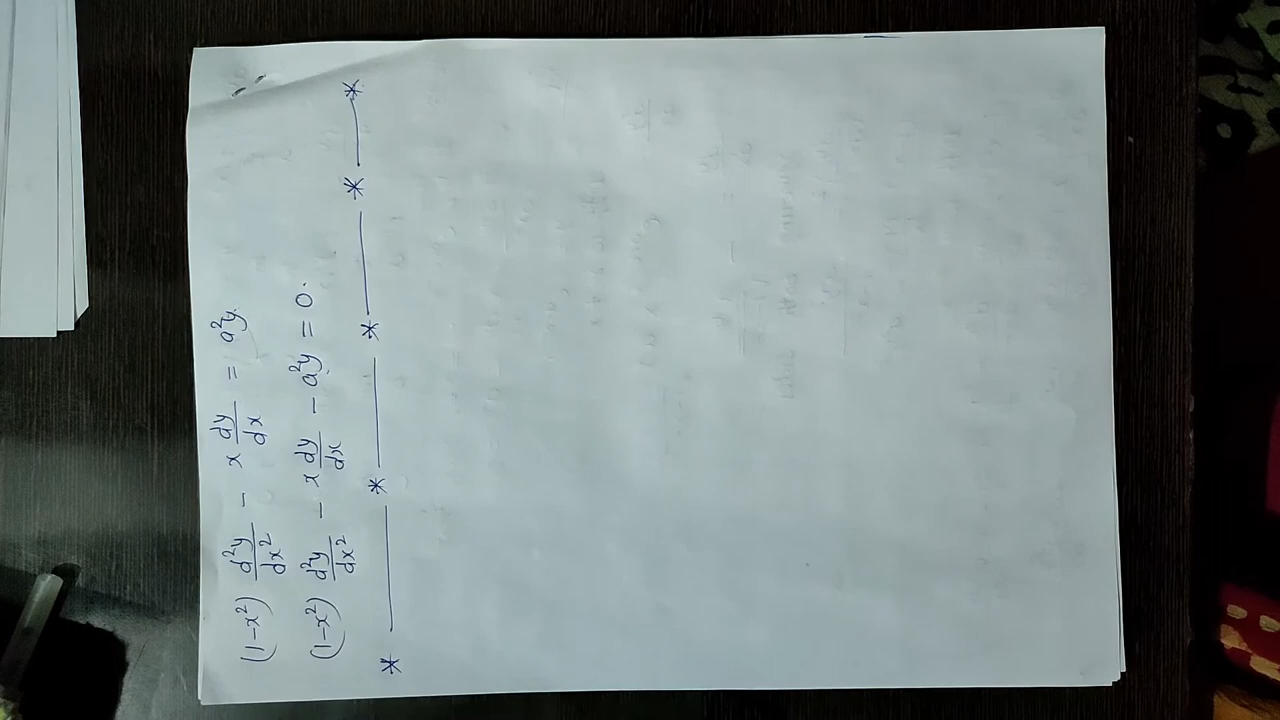 (1-x²) d²y/dx² - x dy/dx = a²y.
(1-x²) d²y/dx² - x dy/dx - a²y = 0.
* ——— * ——— * ——— * ——— *